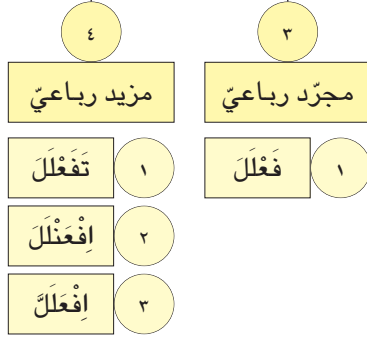 ٣
مجرّد رباعيّ
١ فَعْلَلَ
٤
مزيد رباعيّ
١ تَفَعْلَلَ
٢ اِفْعَنْلَلَ
٣ اِفْعَلَلَّ